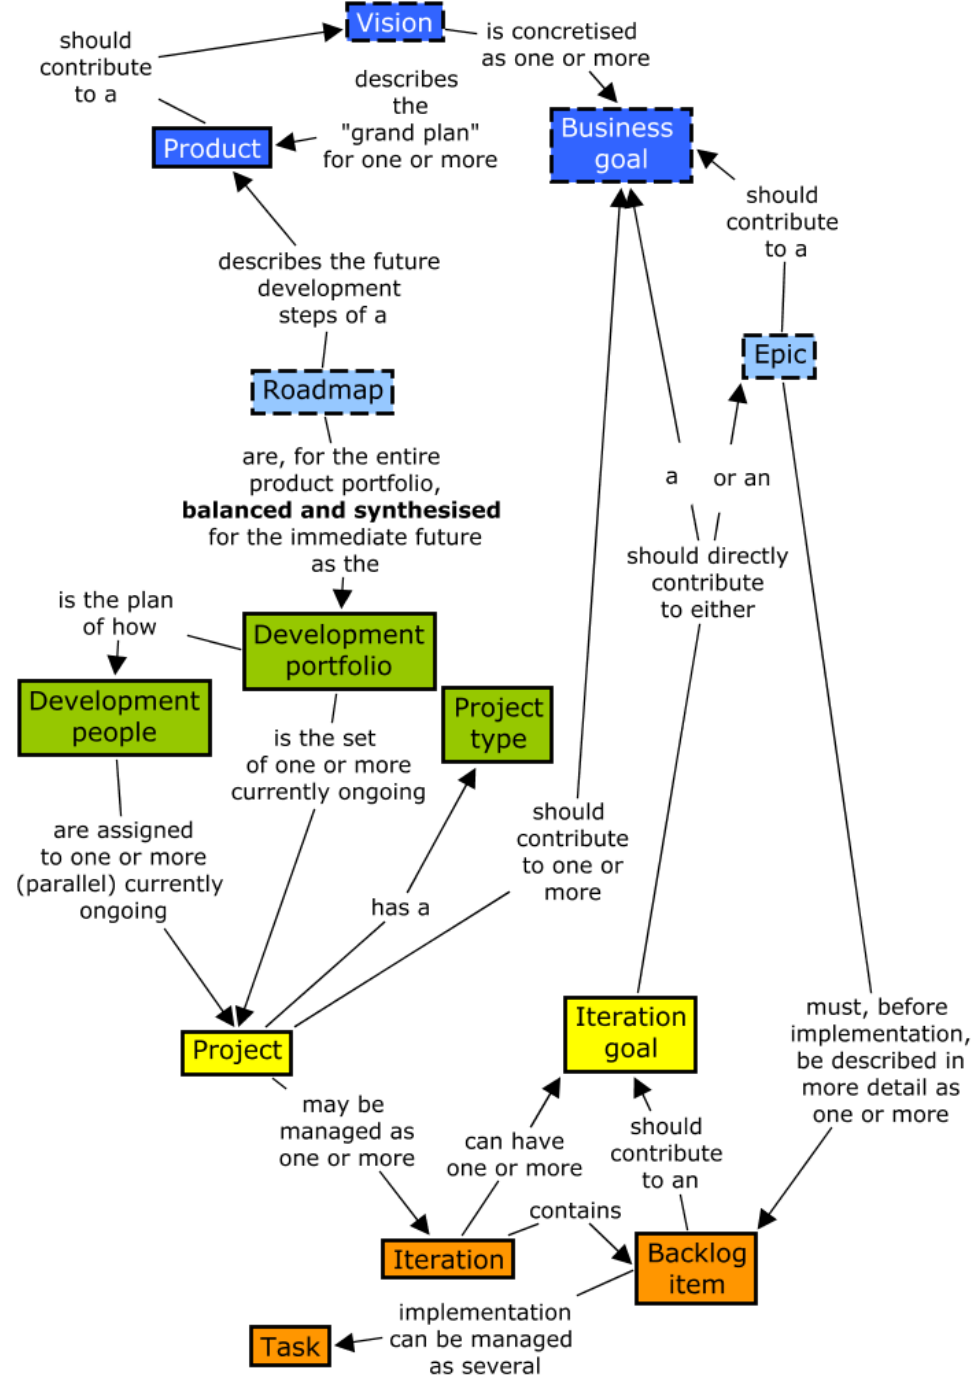 Vision
should
contribute
to a
is concretised
as one or more
describes
the
"grand plan"
for one or more
Product
Business
goal
should
contribute
to a
describes the future
development
steps of a
Epic
Roadmap
are, for the entire
product portfolio,
balanced and synthesised
for the immediate future
as the
a
or an
should directly
contribute
to either
is the plan
of how
Development
portfolio
Development
people
Project
type
is the set
of one or more
currently ongoing
should
contribute
to one or
more
are assigned
to one or more
(parallel) currently
ongoing
has a
Iteration
goal
must, before
implementation,
be described in
more detail as
one or more
Project
may be
managed as
one or more
can have
one or more
should
contribute
to an
contains
Iteration
Backlog
item
implementation
can be managed
as several
Task